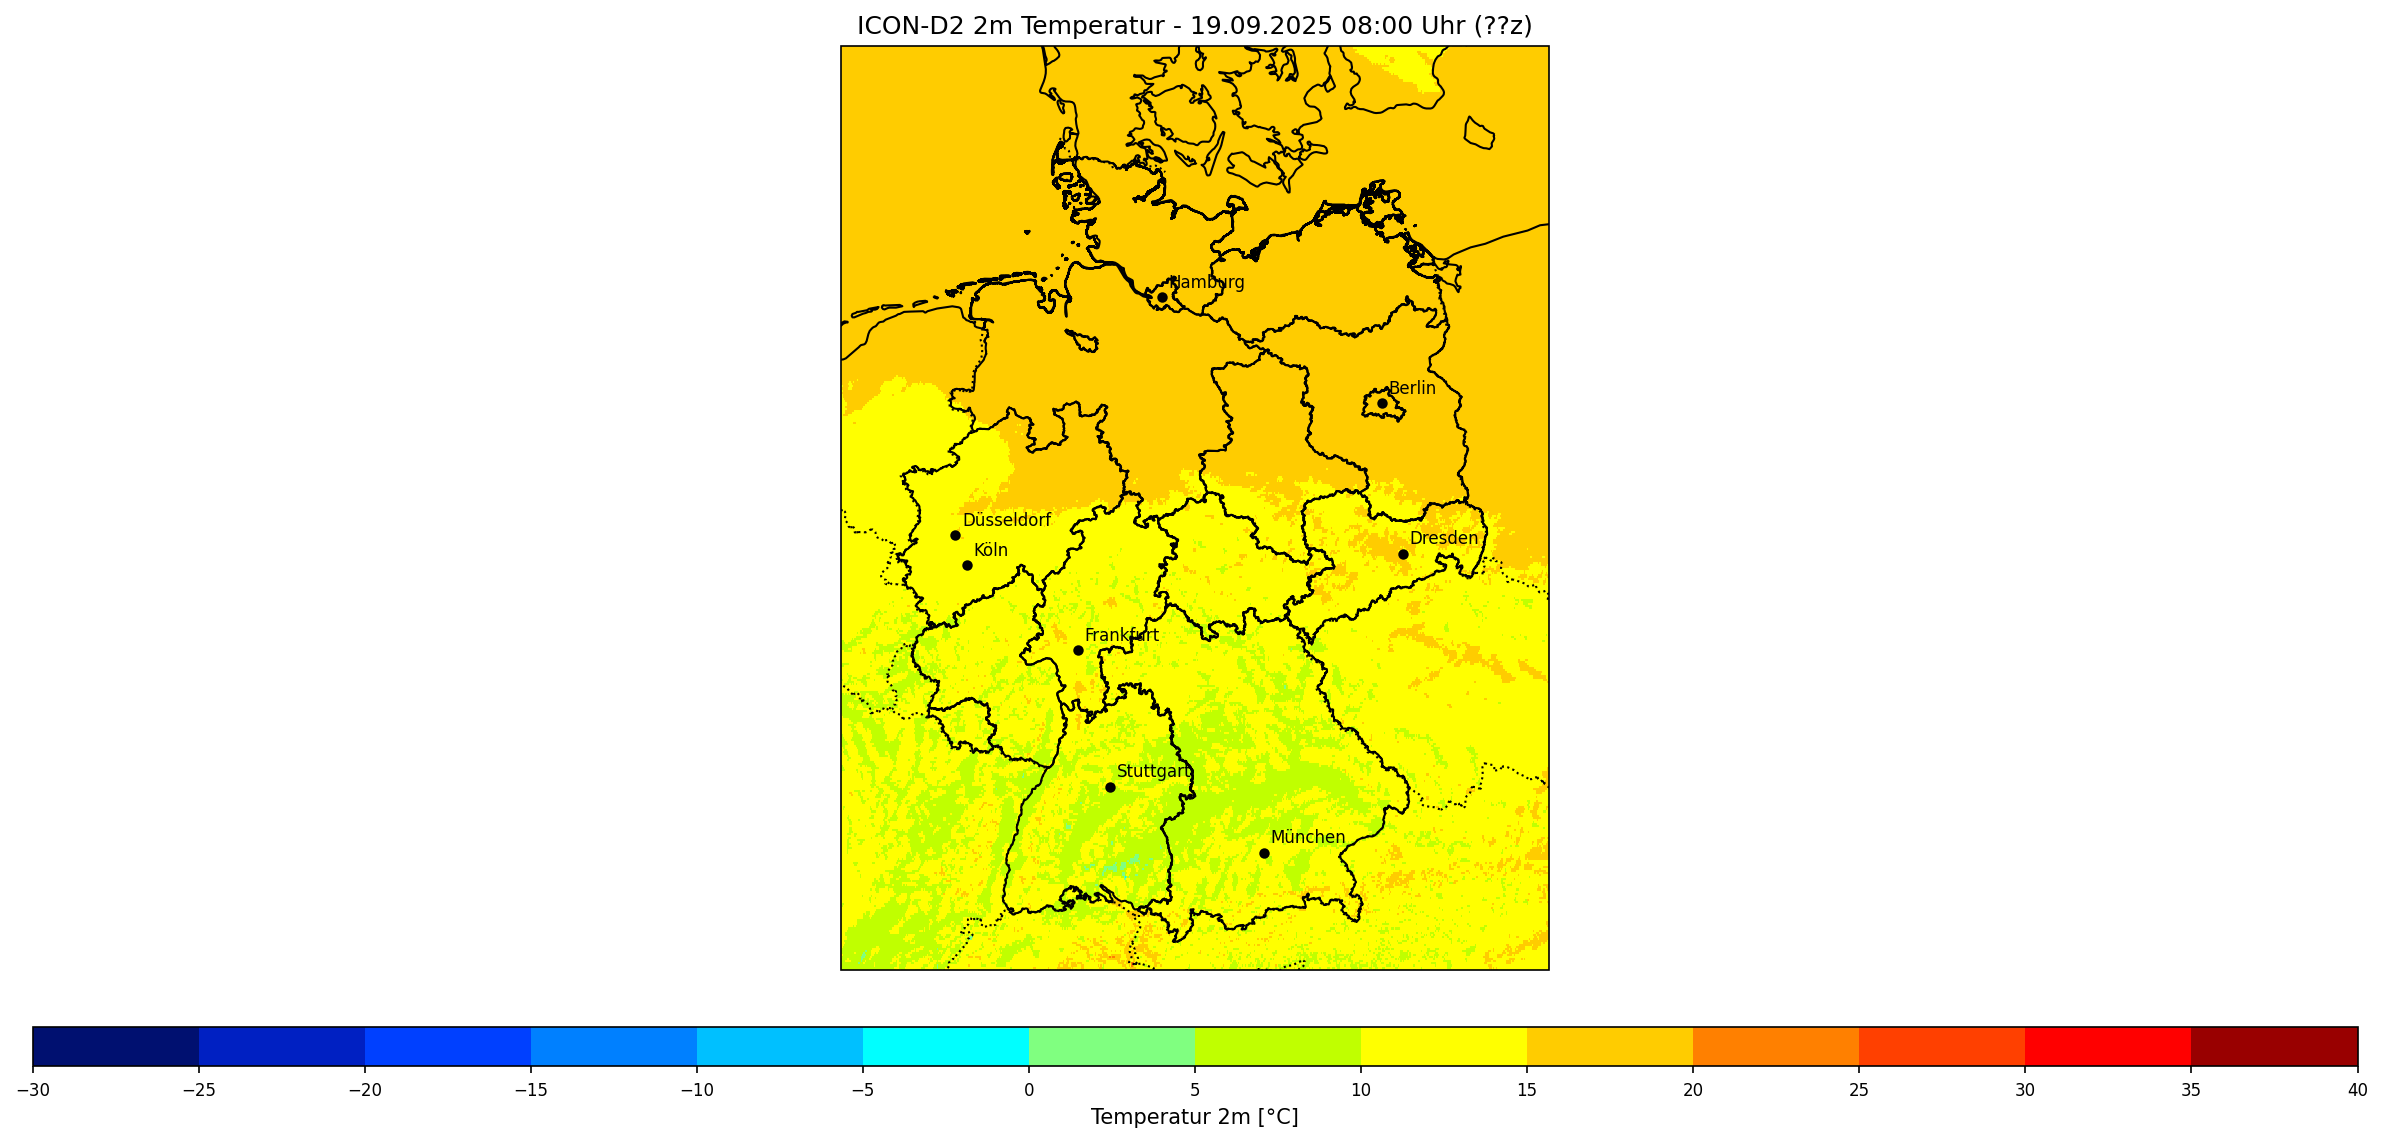 ICON-D2 2m Temperatur - 19.09.2025 08:00 Uhr (??z)
Hamburg
Berlin
Düsseldorf
Köln
Dresden
Frankfurt
Stuttgart
München
−30 −25 −20 −15 −10 −5 0 5 10 15 20 25 30 35 40
Temperatur 2m [°C]